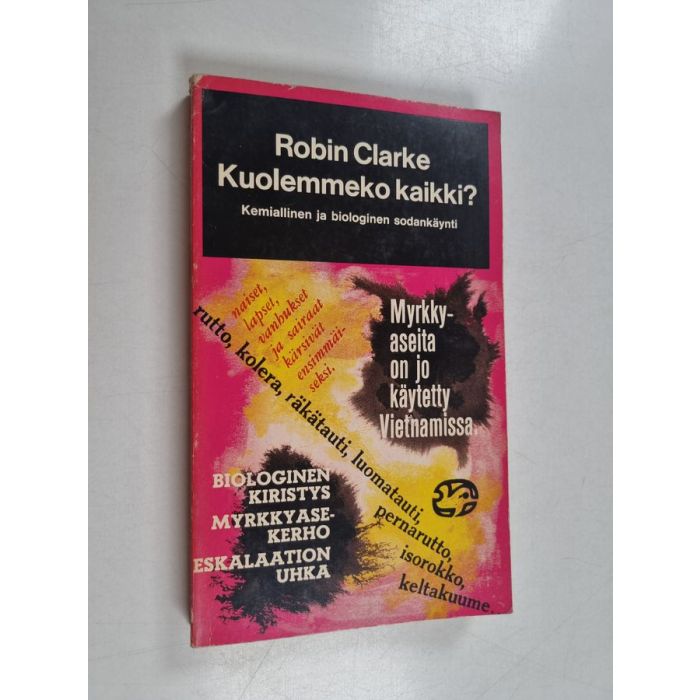 Robin Clarke
Kuolemmeko kaikki?
Kemiallinen ja biologinen sodankäynti
naiset,
lapset,
vanhukset
ja sairaat
kärsivät
ensimmäi-
seksi.
rutto, kolera, räkätauti, luomatauti,
pernarutto,
isorokko,
keltakuume.
Myrkky-
aseita
on jo
käytetty
Vietnamissa.
BIOLOGINEN
KIRISTYS
MYRKKYASE-
KERHO
ESKALAATION
UHKA